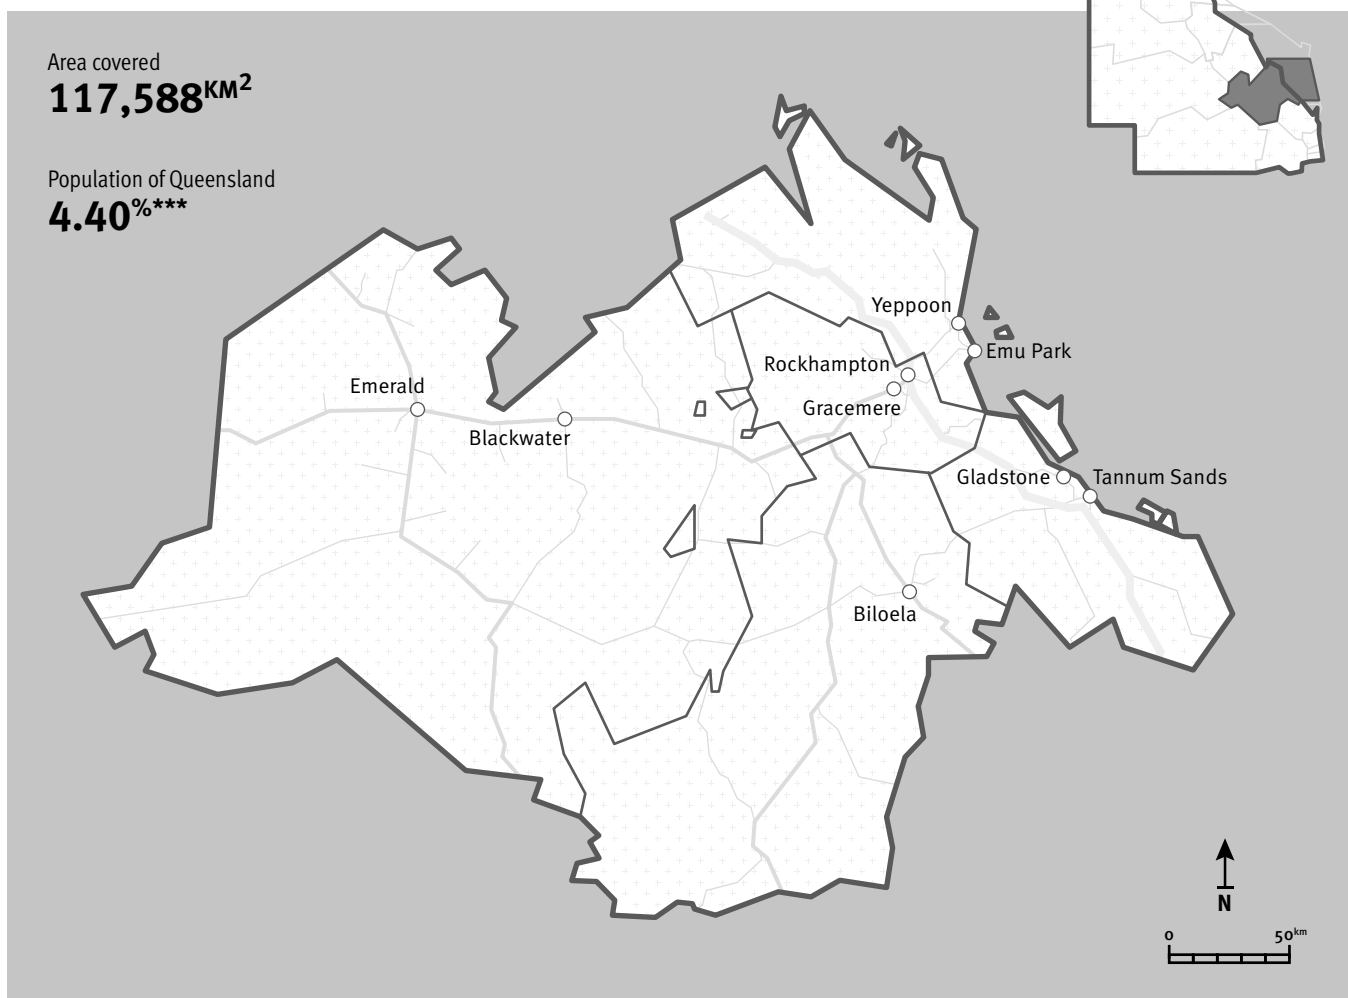 Area covered
117,588KM²
Population of Queensland
4.40%***
Yeppoon
Emu Park
Rockhampton
Emerald
Gracemere
Blackwater
Gladstone
Tannum Sands
Biloela
N
0 50km